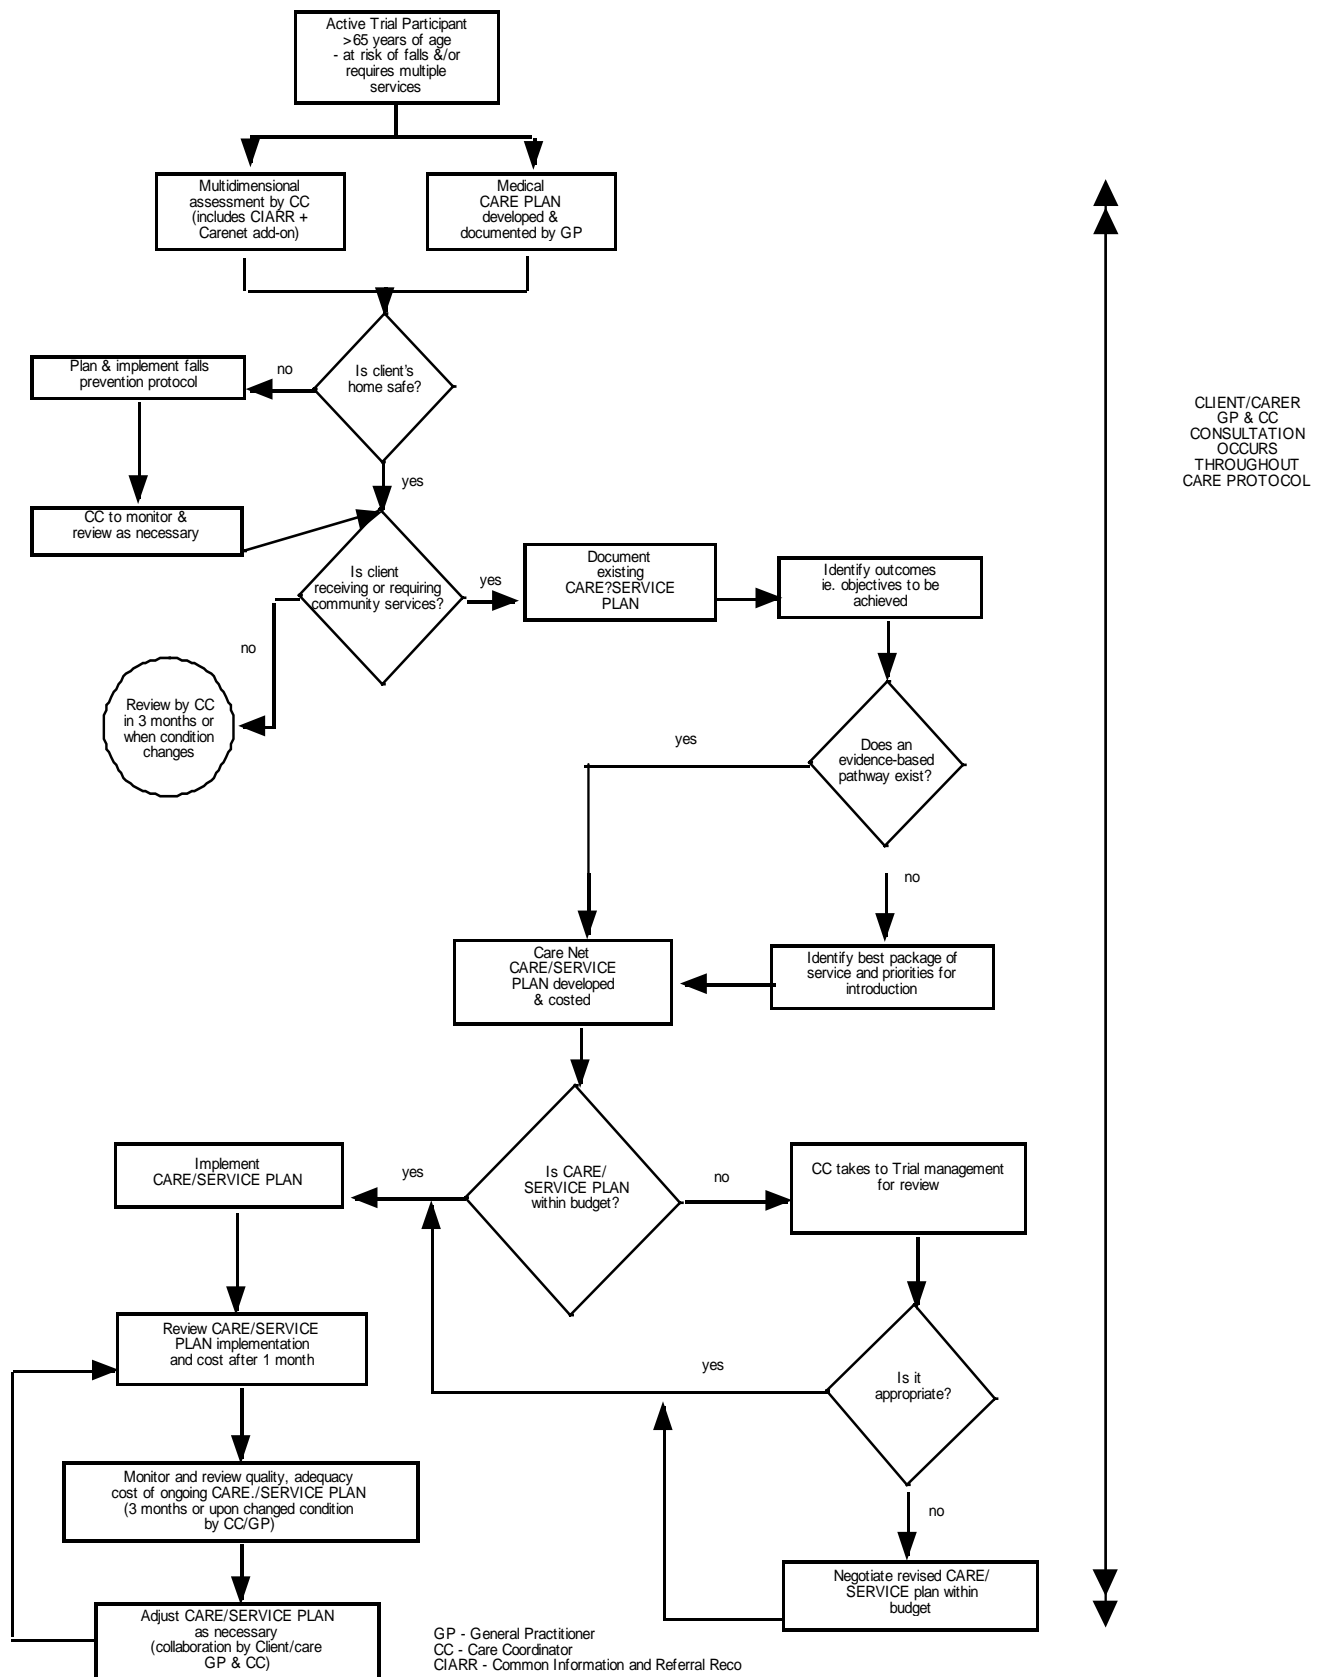 Active Trial Participant
>65 years of age
- at risk of falls &/or
requires multiple
services
Multidimensional
assessment by CC
(includes CIARR +
Carenet add-on)
Medical
CARE PLAN
developed &
documented by GP
Is client's
home safe?
no
Plan & implement falls
prevention protocol
yes
CC to monitor &
review as necessary
CLIENT/CARER
GP & CC
CONSULTATION
OCCURS
THROUGHOUT
CARE PROTOCOL
Is client
receiving or requiring
community services?
yes
Document
existing
CARE?SERVICE
PLAN
Identify outcomes
ie. objectives to be
achieved
no
Review by CC
in 3 months or
when condition
changes
Does an
evidence-based
pathway exist?
yes
no
Care Net
CARE/SERVICE
PLAN developed
& costed
Identify best package of
service and priorities for
introduction
Is CARE/
SERVICE PLAN
within budget?
yes
no
Implement
CARE/SERVICE PLAN
CC takes to Trial management
for review
Review CARE/SERVICE
PLAN implementation
and cost after 1 month
Is it
appropriate?
yes
no
Monitor and review quality, adequacy
cost of ongoing CARE./SERVICE PLAN
(3 months or upon changed condition
by CC/GP)
Negotiate revised CARE/
SERVICE plan within
budget
Adjust CARE/SERVICE PLAN
as necessary
(collaboration by Client/care
GP & CC)
GP - General Practitioner
CC - Care Coordinator
CIARR - Common Information and Referral Reco